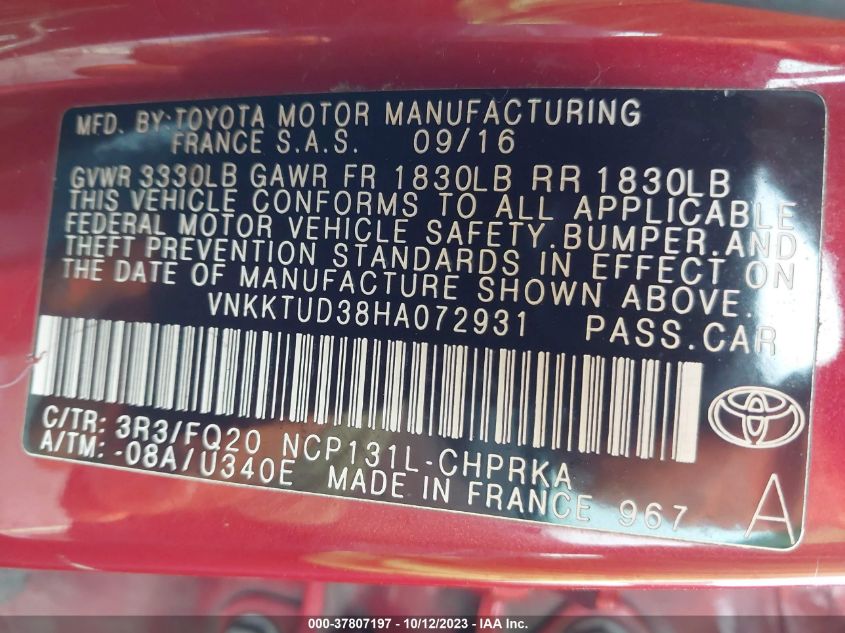 MFD. BY:TOYOTA MOTOR MANUFACTURING
FRANCE S.A.S. 09/16
GVWR 3330LB GAWR FR 1830LB RR 1830LB
THIS VEHICLE CONFORMS TO ALL APPLICABLE
FEDERAL MOTOR VEHICLE SAFETY.BUMPER.AND
THEFT PREVENTION STANDARDS IN EFFECT ON
THE DATE OF MANUFACTURE SHOWN ABOVE.
VNKKTUD38HA072931 PASS.CAR
C/TR: 3R3/FQ20 NCP131L-CHPRKA
A/TM: -08A/U340E MADE IN FRANCE 967 A
000-37807197 - 10/12/2023 - IAA Inc.